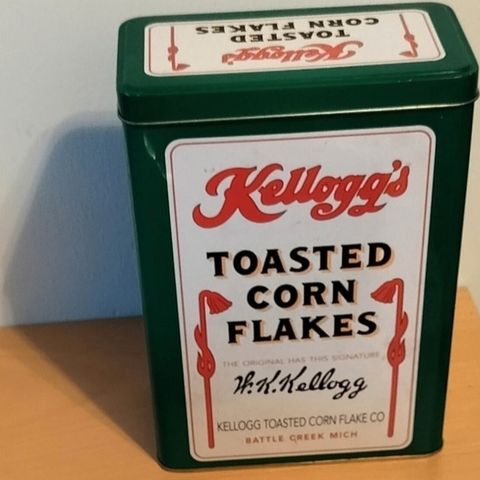 Kellogg's
TOASTED
CORN FLAKES
Kellogg's
TOASTED
CORN
FLAKES
THE ORIGINAL HAS THIS SIGNATURE
W.K.Kellogg
KELLOGG TOASTED CORN FLAKE CO
BATTLE CREEK MICH